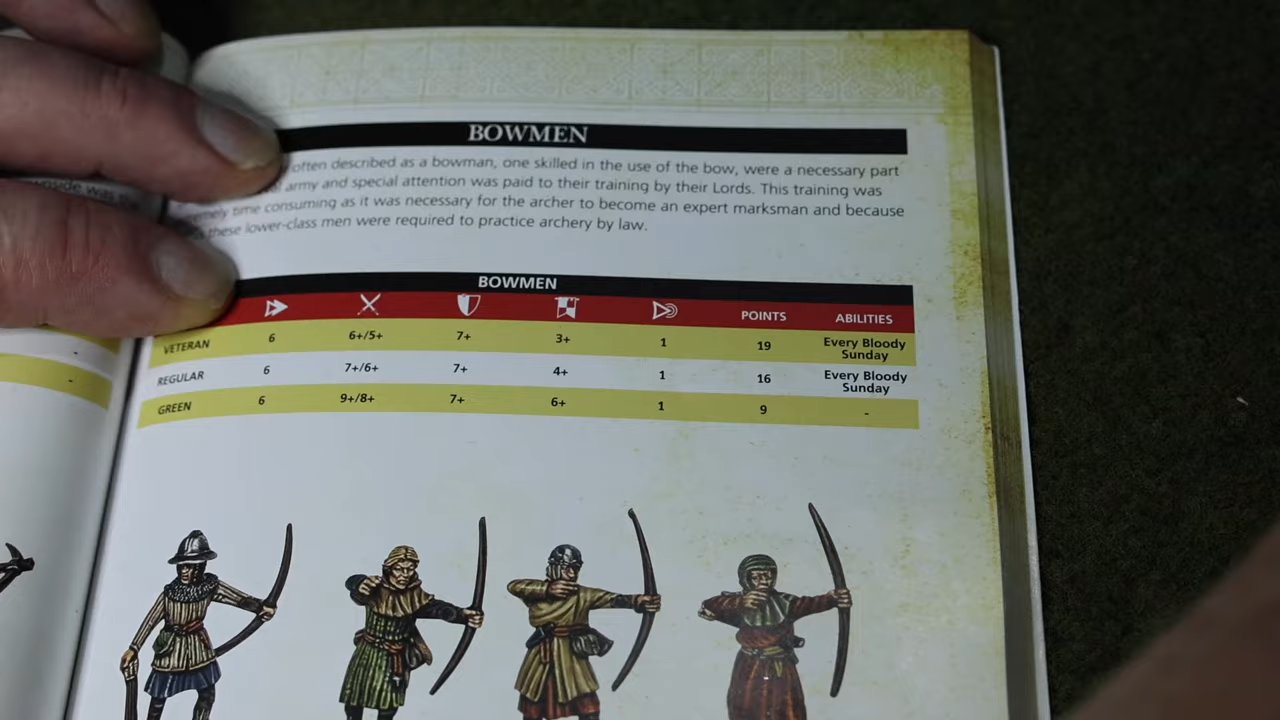 BOWMEN
often described as a bowman, one skilled in the use of the bow, were a necessary part
army and special attention was paid to their training by their Lords. This training was
time consuming as it was necessary for the archer to become an expert marksman and because
these lower-class men were required to practice archery by law.
BOWMEN
POINTS ABILITIES
VETERAN 6 6+/5+ 7+ 3+ 1 19 Every Bloody Sunday
REGULAR 6 7+/6+ 7+ 4+ 1 16 Every Bloody Sunday
GREEN 6 9+/8+ 7+ 6+ 1 9 -